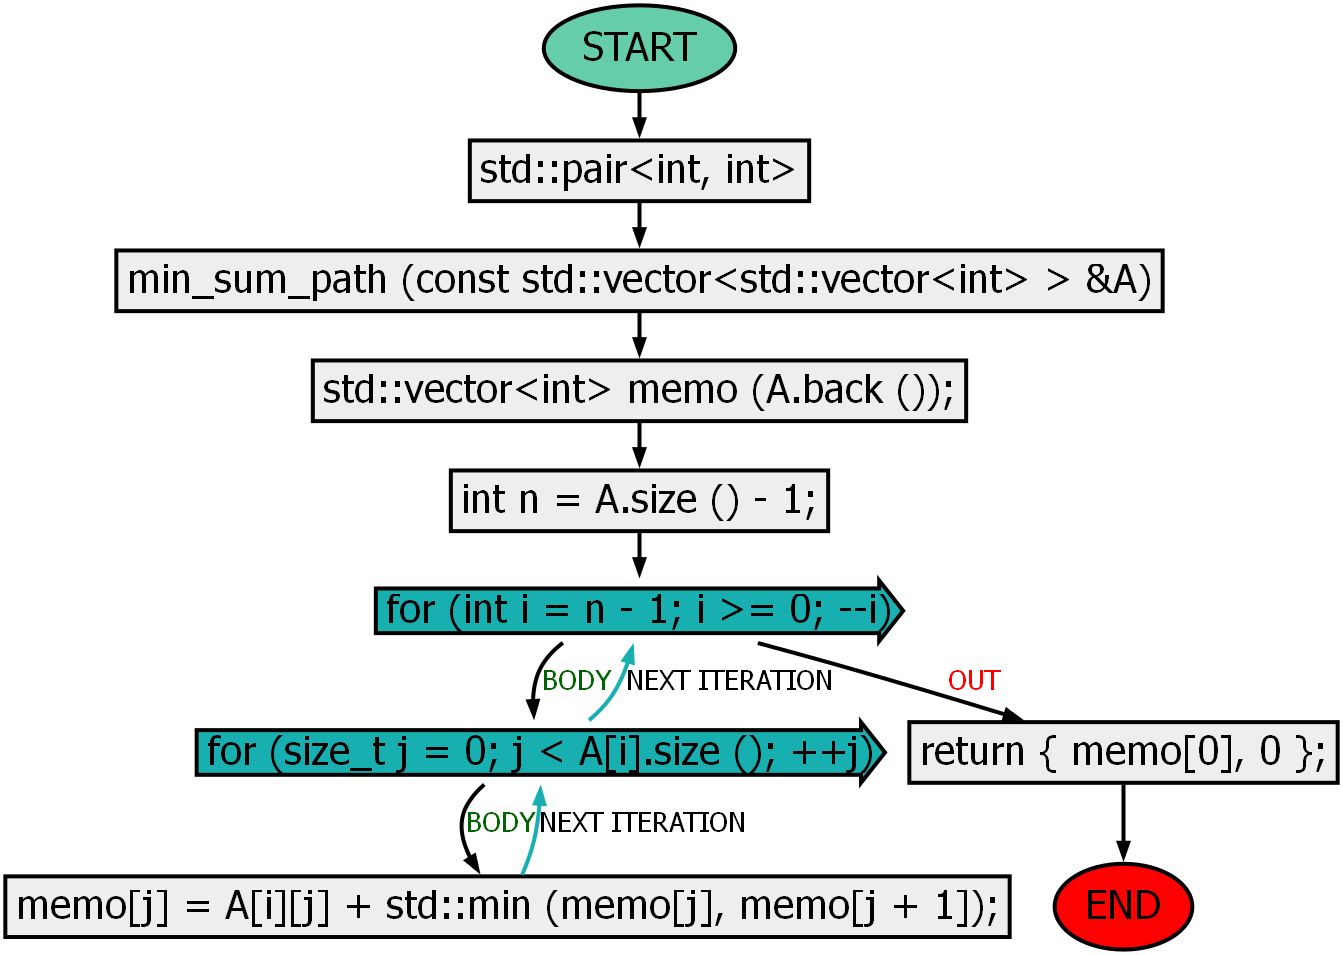 START
std::pair<int, int>
min_sum_path (const std::vector<std::vector<int> > &A)
std::vector<int> memo (A.back ());
int n = A.size () - 1;
for (int i = n - 1; i >= 0; --i)
BODY
NEXT ITERATION
OUT
for (size_t j = 0; j < A[i].size (); ++j)
return { memo[0], 0 };
BODY
NEXT ITERATION
memo[j] = A[i][j] + std::min (memo[j], memo[j + 1]);
END